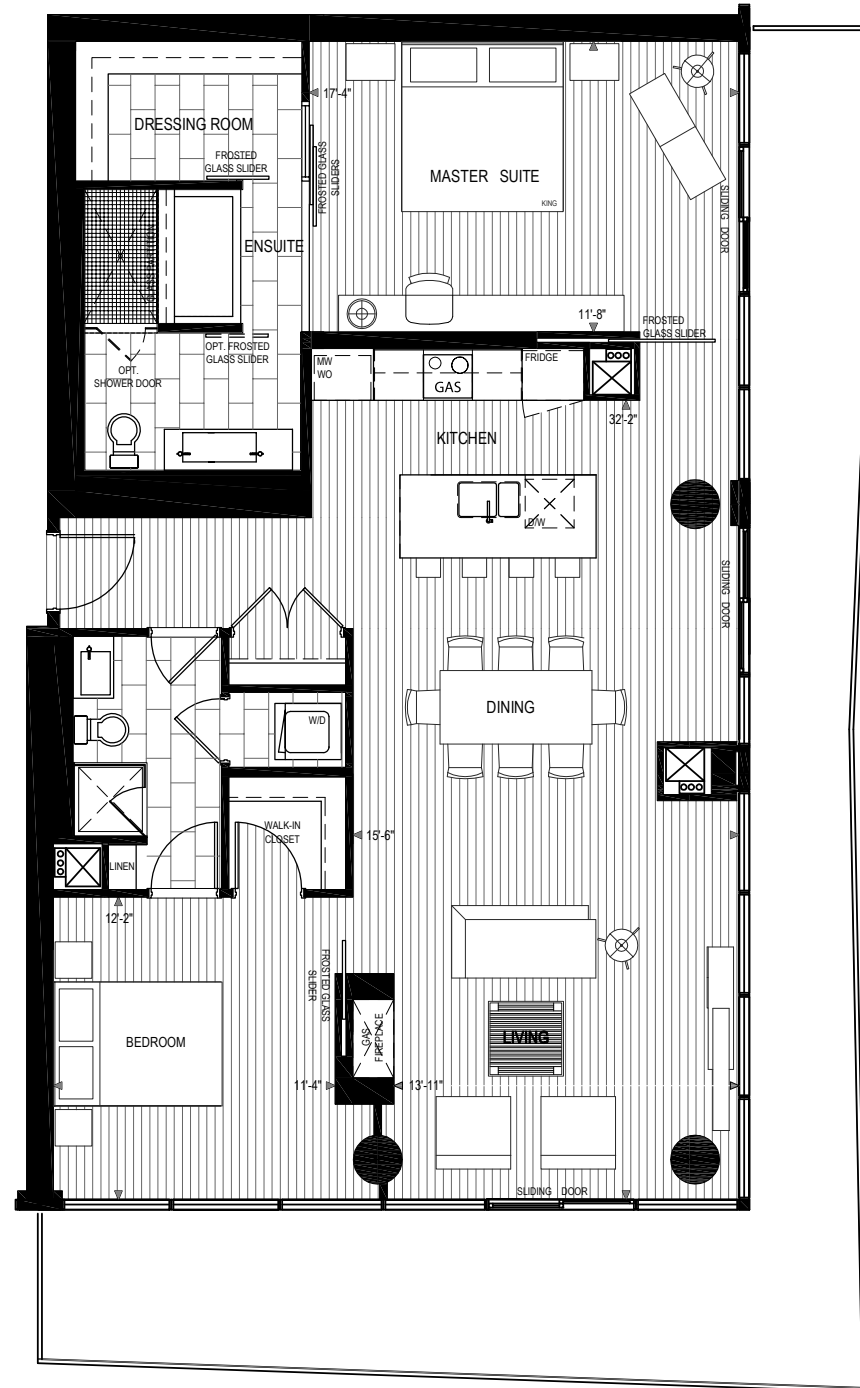 17'-4"
DRESSING ROOM
FROSTED
GLASS SLIDER
FROSTED GLASS
SLIDERS
MASTER SUITE
KING
SLIDING DOOR
ENSUITE
GLASS PARTITION
11'-8"
FROSTED
GLASS SLIDER
OPT. FROSTED
GLASS SLIDER
OPT.
SHOWER DOOR
MW
WO
GAS
FRIDGE
32'-2"
KITCHEN
D/W
SLIDING DOOR
DINING
W/D
WALK-IN
CLOSET
15'-6"
LINEN
12'-2"
FROSTED GLASS
SLIDER
BEDROOM
GAS
FIREPLACE
LIVING
11'-4"
13'-11"
SLIDING DOOR